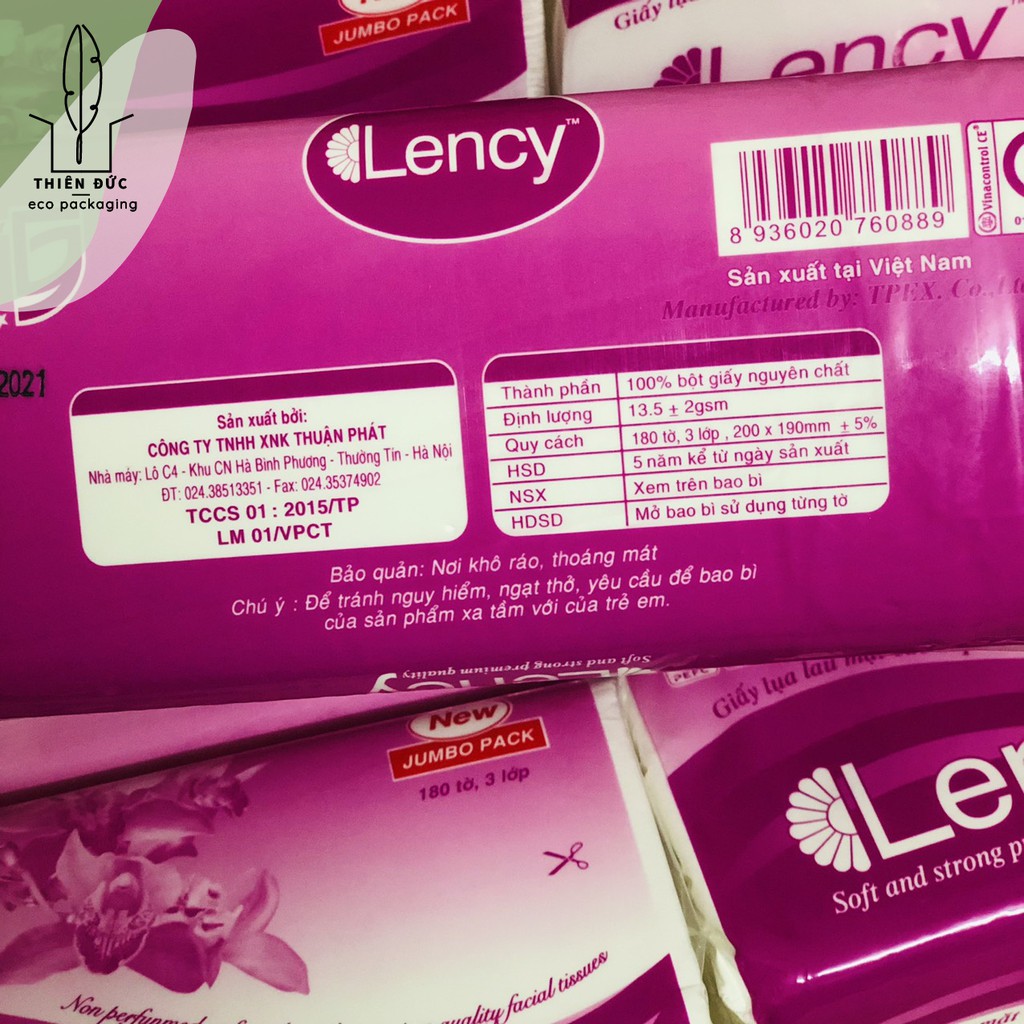 JUMBO PACK
Giấy lụa
Lency™
THIÊN ĐỨC
eco packaging
Lency™
8 936020 760889
Vinacontrol CE
Sản xuất tại Việt Nam
Manufactured by: TPEX. Co., Ltd
2021
Sản xuất bởi:
CÔNG TY TNHH XNK THUẬN PHÁT
Nhà máy: Lô C4 - Khu CN Hà Bình Phương - Thường Tín - Hà Nội
ĐT: 024.38513351 - Fax: 024.35374902
TCCS 01 : 2015/TP
LM 01/VPCT
Thành phần 100% bột giấy nguyên chất
Định lượng 13.5 ± 2gsm
Quy cách 180 tờ, 3 lớp , 200 x 190mm ± 5%
HSD 5 năm kể từ ngày sản xuất
NSX Xem trên bao bì
HDSD Mở bao bì sử dụng từng tờ
Bảo quản: Nơi khô ráo, thoáng mát
Chú ý : Để tránh nguy hiểm, ngạt thở, yêu cầu để bao bì
của sản phẩm xa tầm với của trẻ em.
Soft and strong premium quality
Lency
New
JUMBO PACK
180 tờ, 3 lớp
Giấy lụa lau
Soft and strong
Non
quality facial tissues